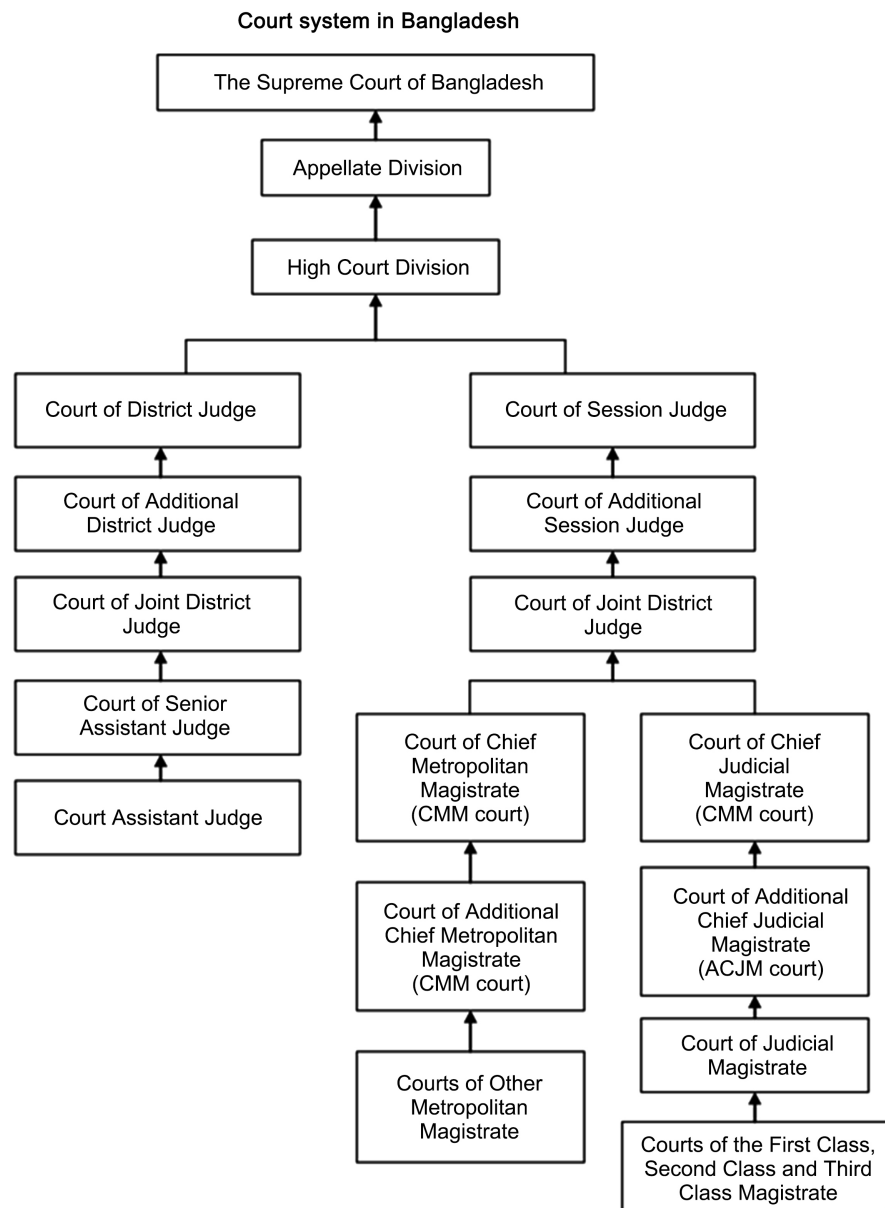 Court system in Bangladesh
The Supreme Court of Bangladesh
Appellate Division
High Court Division
Court of District Judge
Court of Additional
District Judge
Court of Joint District
Judge
Court of Senior
Assistant Judge
Court Assistant Judge
Court of Session Judge
Court of Additional
Session Judge
Court of Joint District
Judge
Court of Chief
Metropolitan
Magistrate
(CMM court)
Court of Additional
Chief Metropolitan
Magistrate
(CMM court)
Courts of Other
Metropolitan
Magistrate
Court of Chief
Judicial
Magistrate
(CMM court)
Court of Additional
Chief Judicial
Magistrate
(ACJM court)
Court of Judicial
Magistrate
Courts of the First Class,
Second Class and Third
Class Magistrate